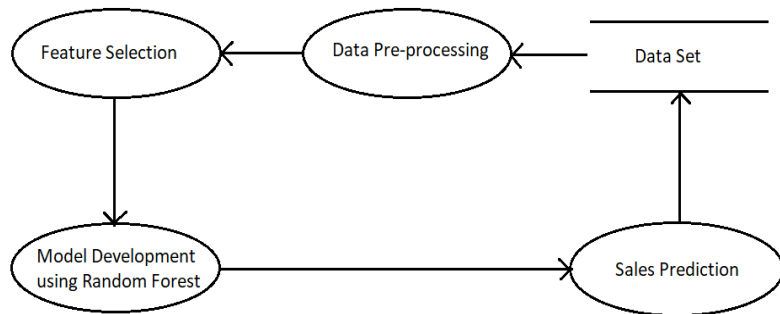 Feature Selection
Data Pre-processing
Data Set
Model Development
using Random Forest
Sales Prediction